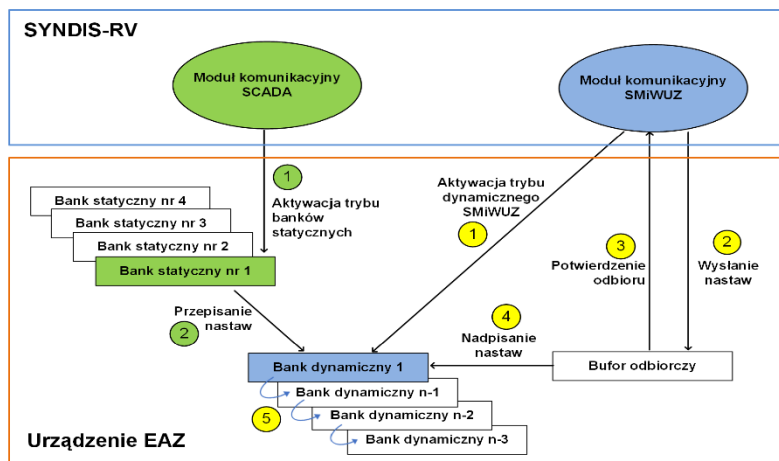 SYNDIS-RV
Moduł komunikacyjny
SCADA
Moduł komunikacyjny
SMiWUZ
1
Aktywacja trybu
banków
statycznych
Aktywacja trybu
dynamicznego
SMiWUZ
1
3
Potwierdzenie
odbioru
2
Wysłanie
nastaw
Bank statyczny nr 4
Bank statyczny nr 3
Bank statyczny nr 2
Bank statyczny nr 1
Przepisanie
nastaw
2
4
Nadpisanie
nastaw
Bank dynamiczny 1
Bufor odbiorczy
Bank dynamiczny n-1
5
Bank dynamiczny n-2
Bank dynamiczny n-3
Urządzenie EAZ